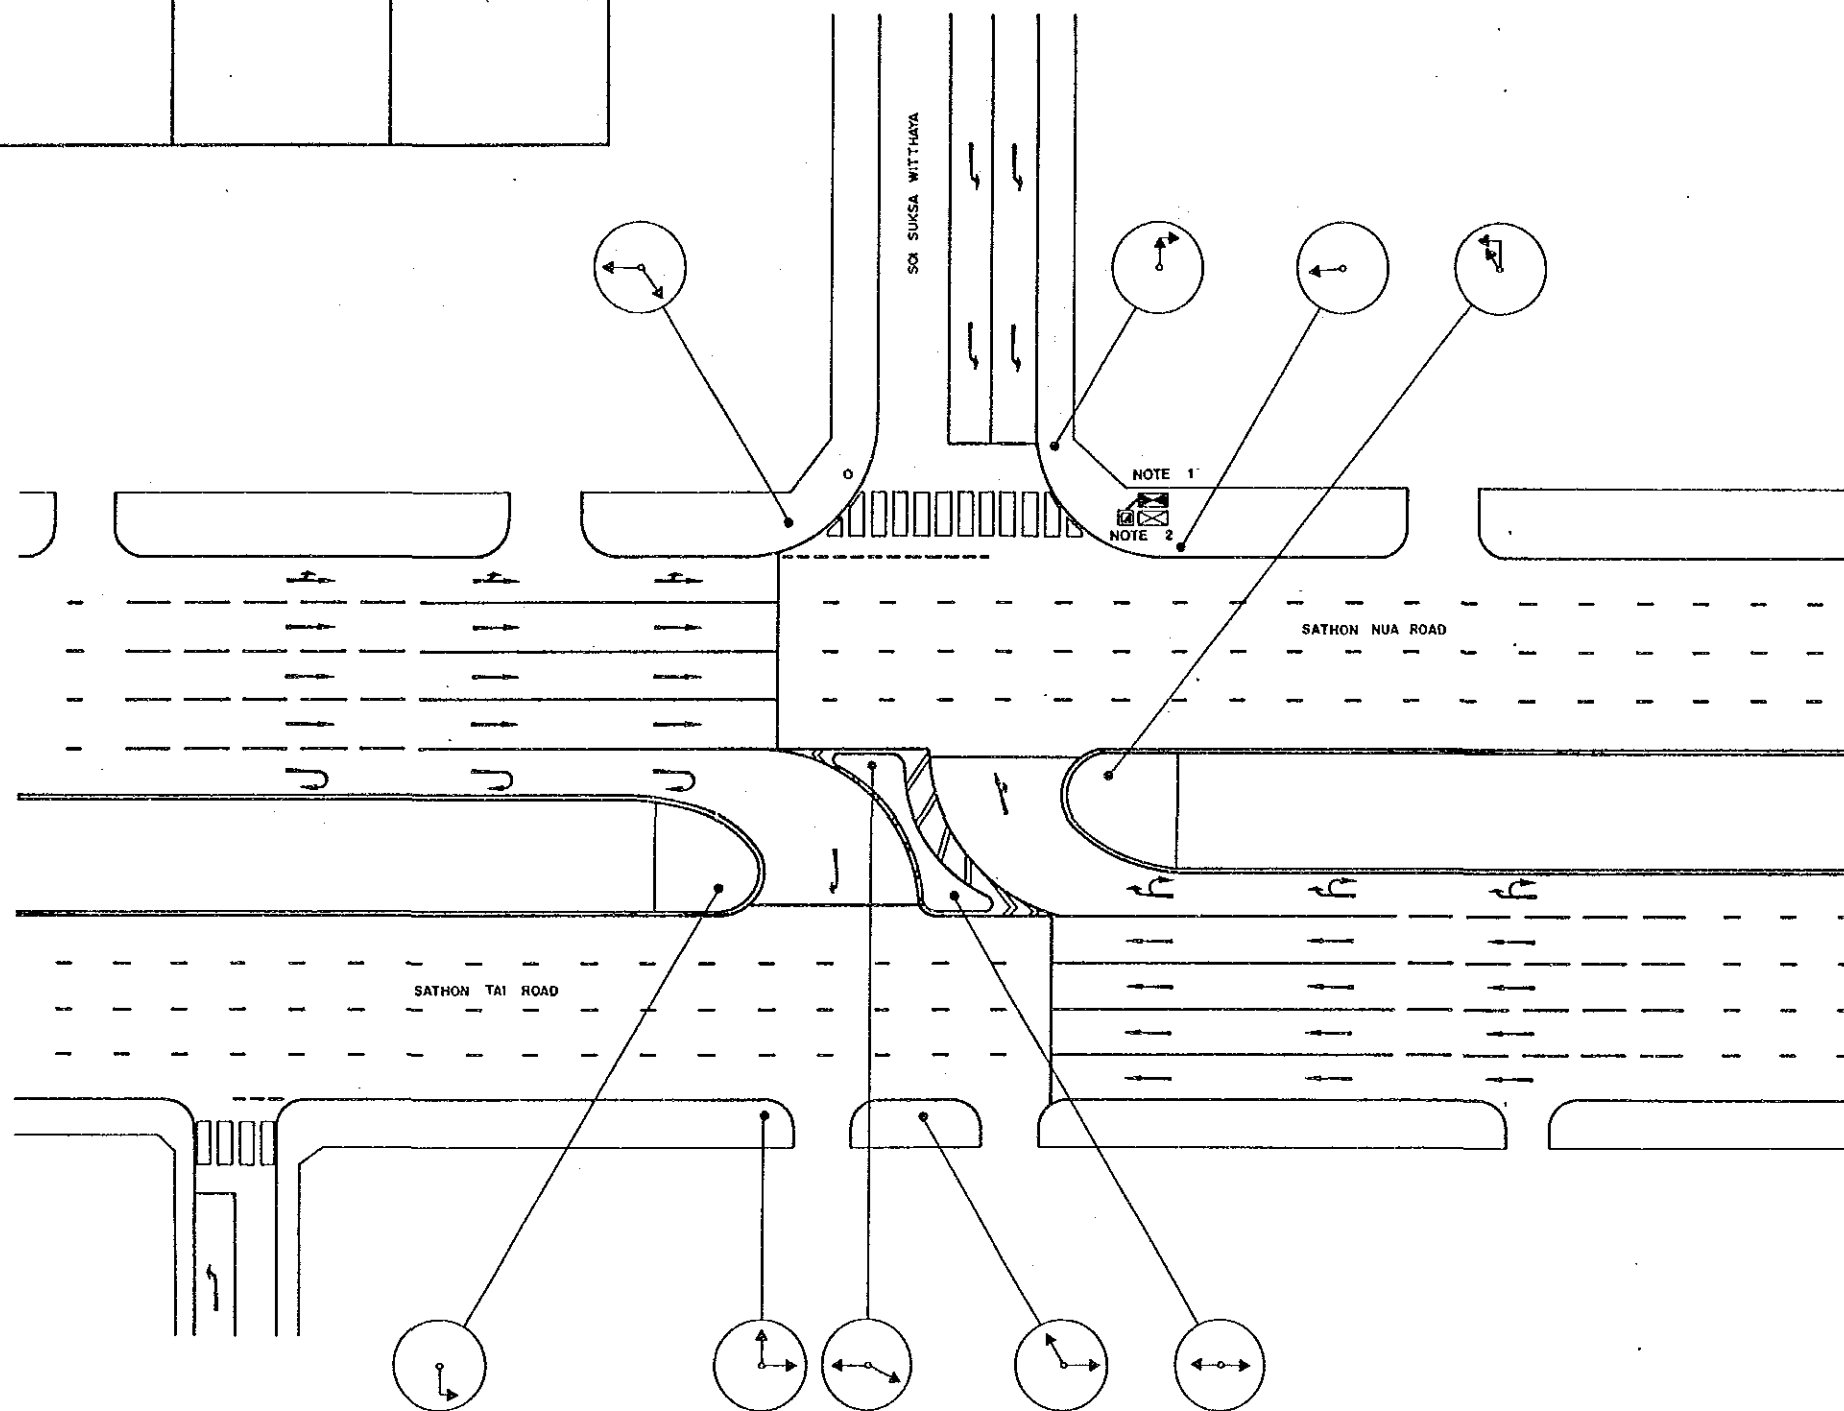 SOI SUKSA WITTHAYA
NOTE 1
NOTE 2
SATHON NUA ROAD
SATHON TAI ROAD